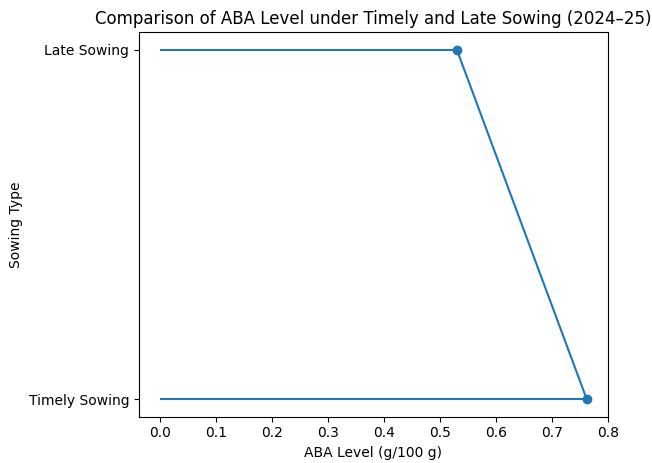 Comparison of ABA Level under Timely and Late Sowing (2024–25)
Late Sowing
Sowing Type
Timely Sowing
0.0 0.1 0.2 0.3 0.4 0.5 0.6 0.7 0.8
ABA Level (g/100 g)